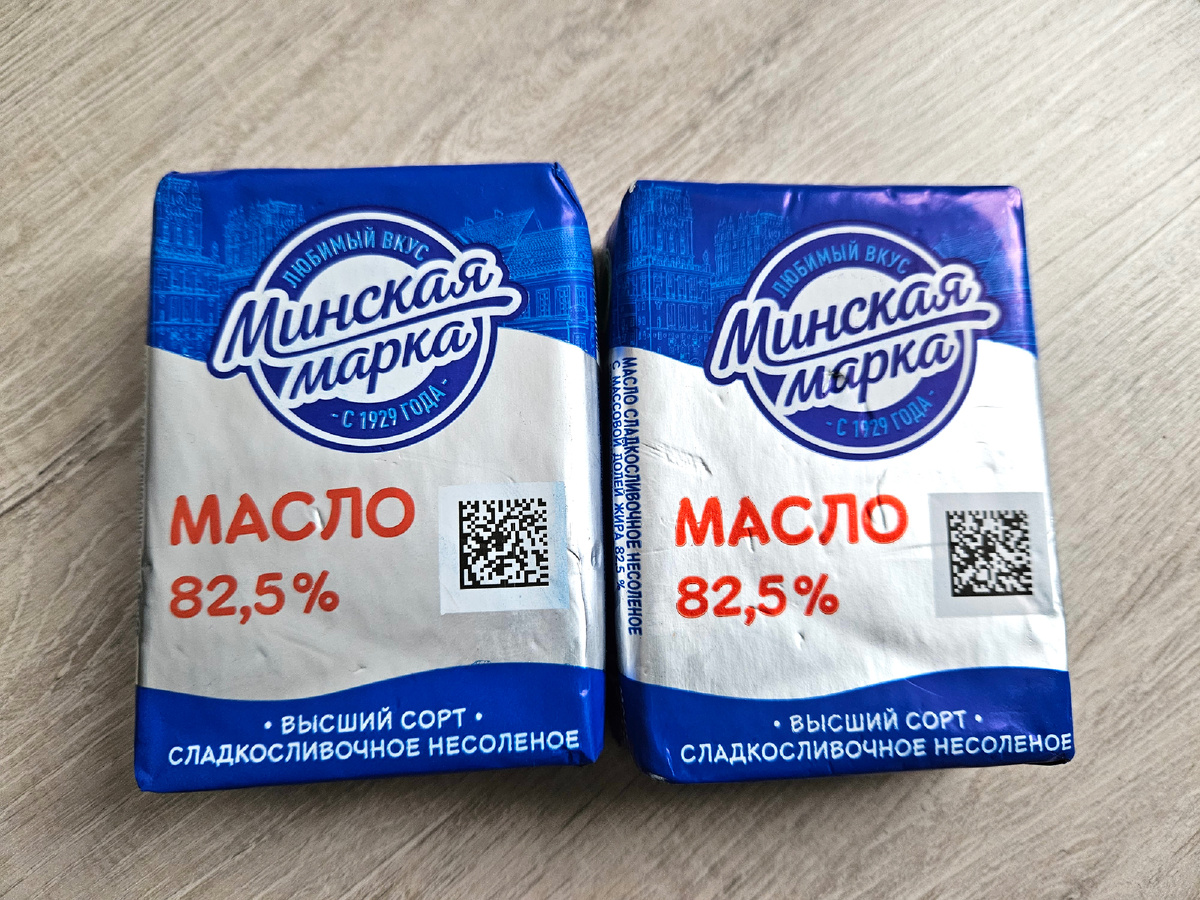 ЛЮБИМЫЙ ВКУС
Минская
марка
- С 1929 ГОДА -
МАСЛО
82,5%
• ВЫСШИЙ СОРТ •
СЛАДКОСЛИВОЧНОЕ НЕСОЛЕНОЕ
МАСЛО СЛАДКОСЛИВОЧНОЕ НЕСОЛЕНОЕ
С МАССОВОЙ ДОЛЕЙ ЖИРА 82,5 %
ЛЮБИМЫЙ ВКУС
Минская
марка
- С 1929 ГОДА -
МАСЛО
82,5%
• ВЫСШИЙ СОРТ •
СЛАДКОСЛИВОЧНОЕ НЕСОЛЕНОЕ